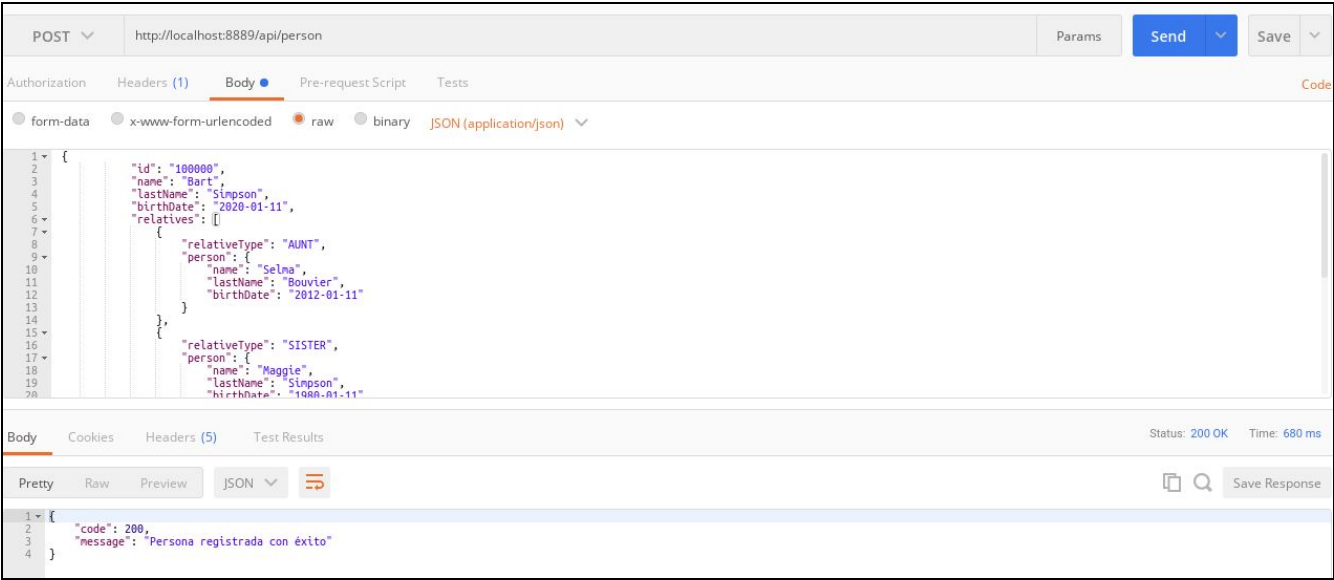 POST http://localhost:8889/api/person Params Send Save
Authorization Headers (1) Body Pre-request Script Tests Code
form-data x-www-form-urlencoded raw binary JSON (application/json)
1 {
2 "id": "100000",
3 "name": "Bart",
4 "lastName": "Simpson",
5 "birthDate": "2020-01-11",
6 "relatives": [
7 {
8 "relativeType": "AUNT",
9 "person": {
10 "name": "Selma",
11 "lastName": "Bouvier",
12 "birthDate": "2012-01-11"
13 }
14 },
15 {
16 "relativeType": "SISTER",
17 "person": {
18 "name": "Maggie",
19 "lastName": "Simpson",
20 "birthDate": "1980-01-11"
Body Cookies Headers (5) Test Results Status: 200 OK Time: 680 ms
Pretty Raw Preview JSON Save Response
1 {
2 "code": 200,
3 "message": "Persona registrada con éxito"
4 }